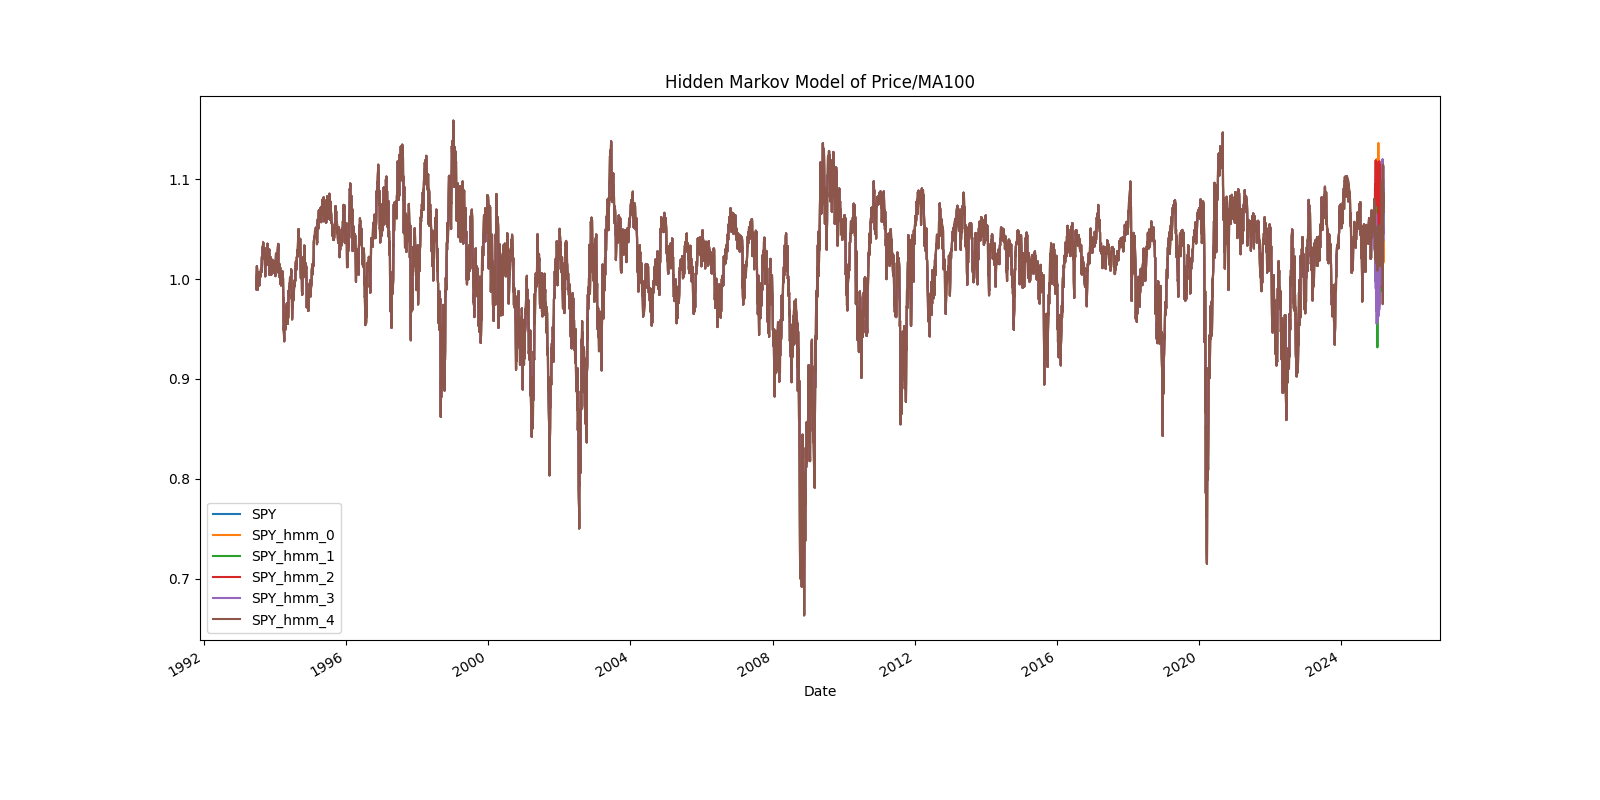 Hidden Markov Model of Price/MA100
1.1
1.0
0.9
0.8
0.7
SPY
SPY_hmm_0
SPY_hmm_1
SPY_hmm_2
SPY_hmm_3
SPY_hmm_4
1992
1996
2000
2004
2008
2012
2016
2020
2024
Date